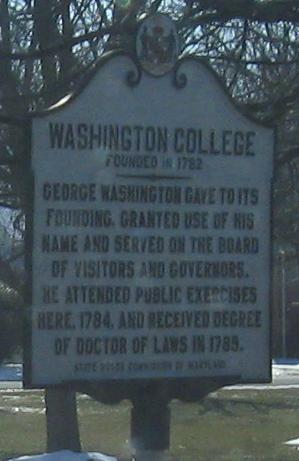 WASHINGTON COLLEGE
FOUNDED IN 1782
GEORGE WASHINGTON GAVE TO ITS
FOUNDING, GRANTED USE OF HIS
NAME AND SERVED ON THE BOARD
OF VISITORS AND GOVERNORS.
HE ATTENDED PUBLIC EXERCISES
HERE, 1784, AND RECEIVED DEGREE
OF DOCTOR OF LAWS IN 1789.
STATE ROADS COMMISSION OF MARYLAND